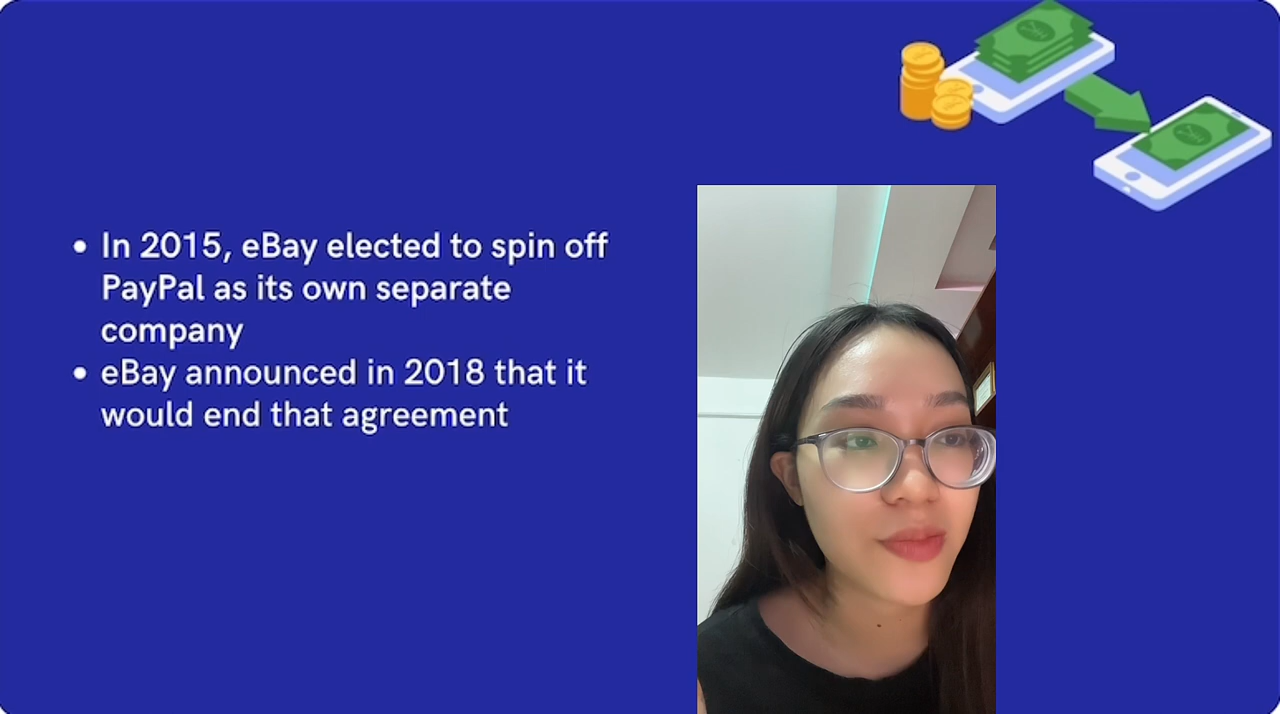 • In 2015, eBay elected to spin off
PayPal as its own separate
company
• eBay announced in 2018 that it
would end that agreement